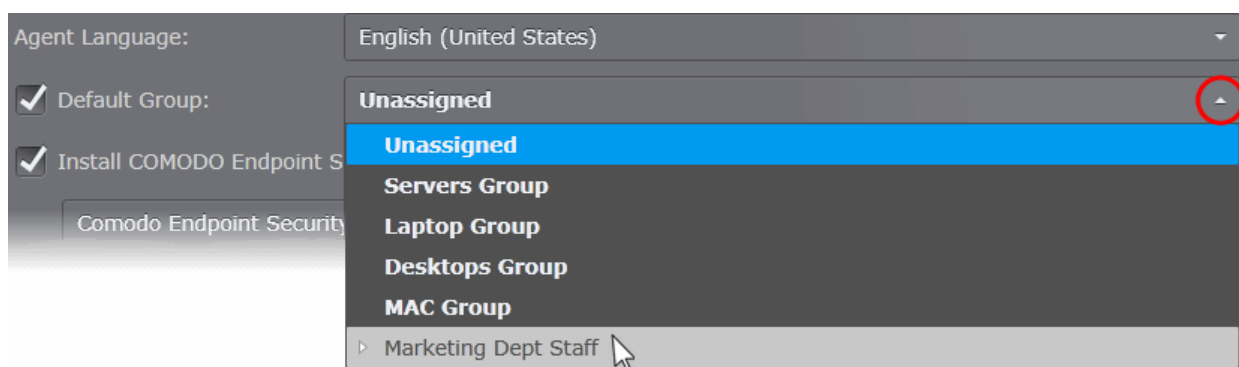 Agent Language:
English (United States)
Default Group:
Unassigned
Unassigned
Install COMODO Endpoint S
Servers Group
Laptop Group
Comodo Endpoint Security
Desktops Group
MAC Group
Marketing Dept Staff